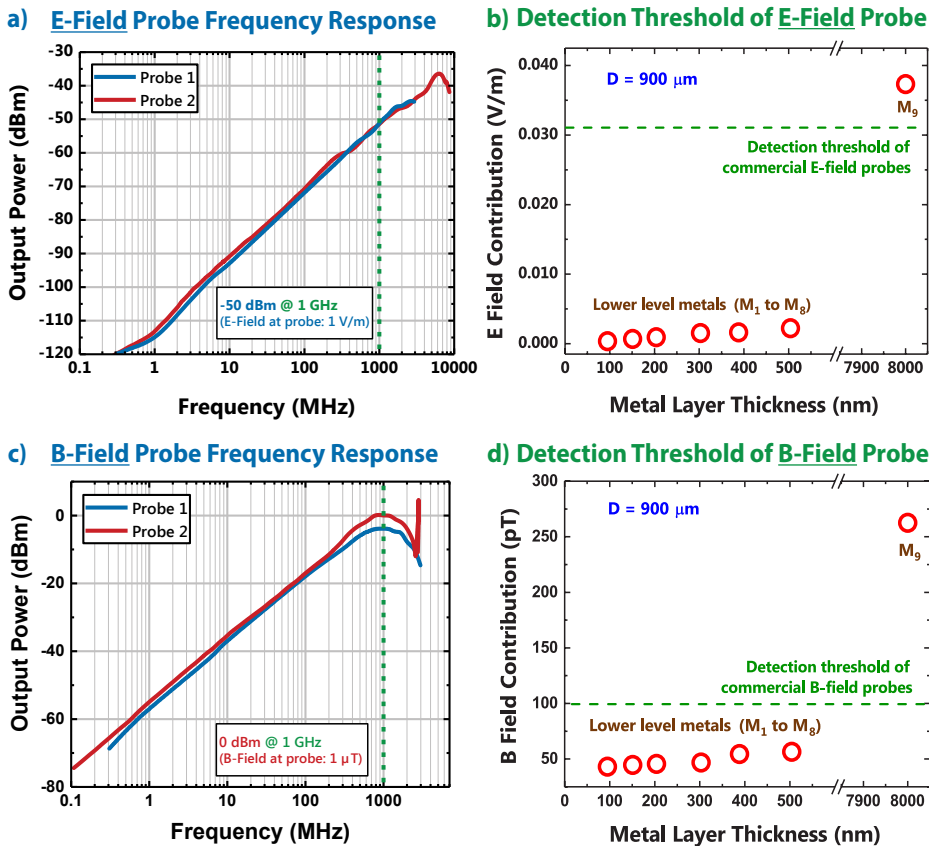 a) E-Field Probe Frequency Response
-30
-40
-50
-60
-70
-80
-90
-100
-110
-120
Output Power (dBm)
Probe 1
Probe 2
-50 dBm @ 1 GHz
(E-Field at probe: 1 V/m)
0.1 1 10 100 1000 10000
Frequency (MHz)
b) Detection Threshold of E-Field Probe
0.040
0.030
0.020
0.010
0.000
E Field Contribution (V/m)
D = 900 μm
M9
Detection threshold of
commercial E-field probes
Lower level metals (M1 to M8)
0 100 200 300 400 500 7900 8000
Metal Layer Thickness (nm)
c) B-Field Probe Frequency Response
0
-20
-40
-60
-80
Output Power (dBm)
Probe 1
Probe 2
0 dBm @ 1 GHz
(B-Field at probe: 1 μT)
0.1 1 10 100 1000
Frequency (MHz)
d) Detection Threshold of B-Field Probe
300
250
200
150
100
50
B Field Contribution (pT)
D = 900 μm
M9
Detection threshold of
commercial B-field probes
Lower level metals (M1 to M8)
0 100 200 300 400 500 7900 8000
Metal Layer Thickness (nm)